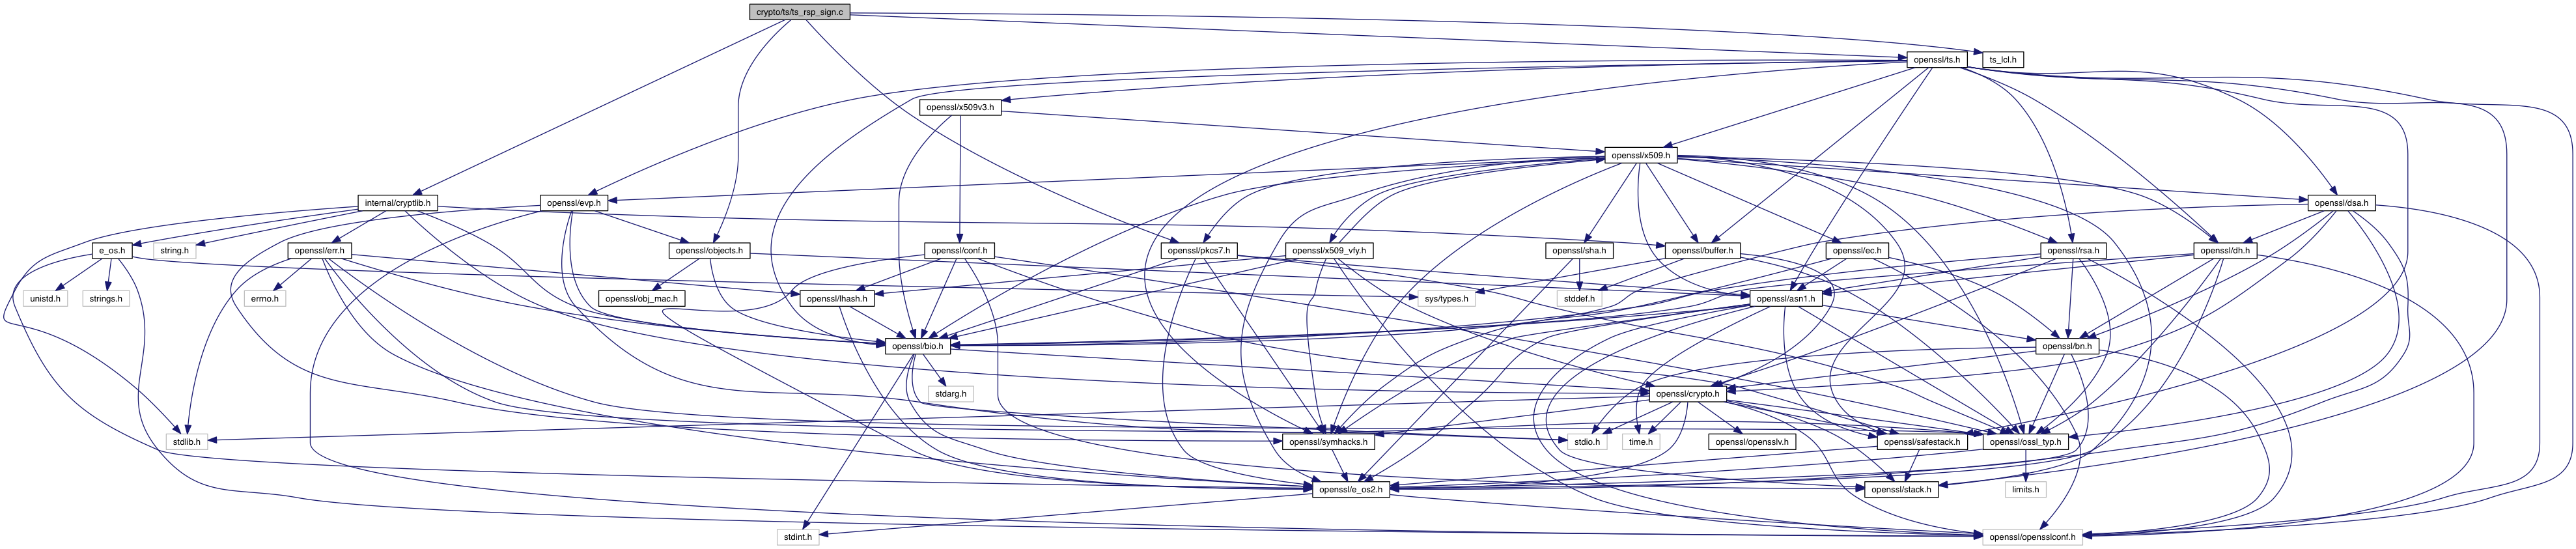 crypto/ts/ts_rsp_sign.c
openssl/ts.h
ts_lcl.h
openssl/x509v3.h
openssl/x509.h
internal/cryptlib.h
openssl/evp.h
openssl/dsa.h
e_os.h
string.h
openssl/err.h
openssl/objects.h
openssl/conf.h
openssl/pkcs7.h
openssl/x509_vfy.h
openssl/sha.h
openssl/buffer.h
openssl/ec.h
openssl/rsa.h
openssl/dh.h
unistd.h
strings.h
errno.h
openssl/obj_mac.h
openssl/lhash.h
sys/types.h
stddef.h
openssl/asn1.h
openssl/bio.h
openssl/bn.h
stdarg.h
openssl/crypto.h
stdlib.h
openssl/symhacks.h
stdio.h
time.h
openssl/opensslv.h
openssl/safestack.h
openssl/ossl_typ.h
openssl/e_os2.h
openssl/stack.h
limits.h
stdint.h
openssl/opensslconf.h